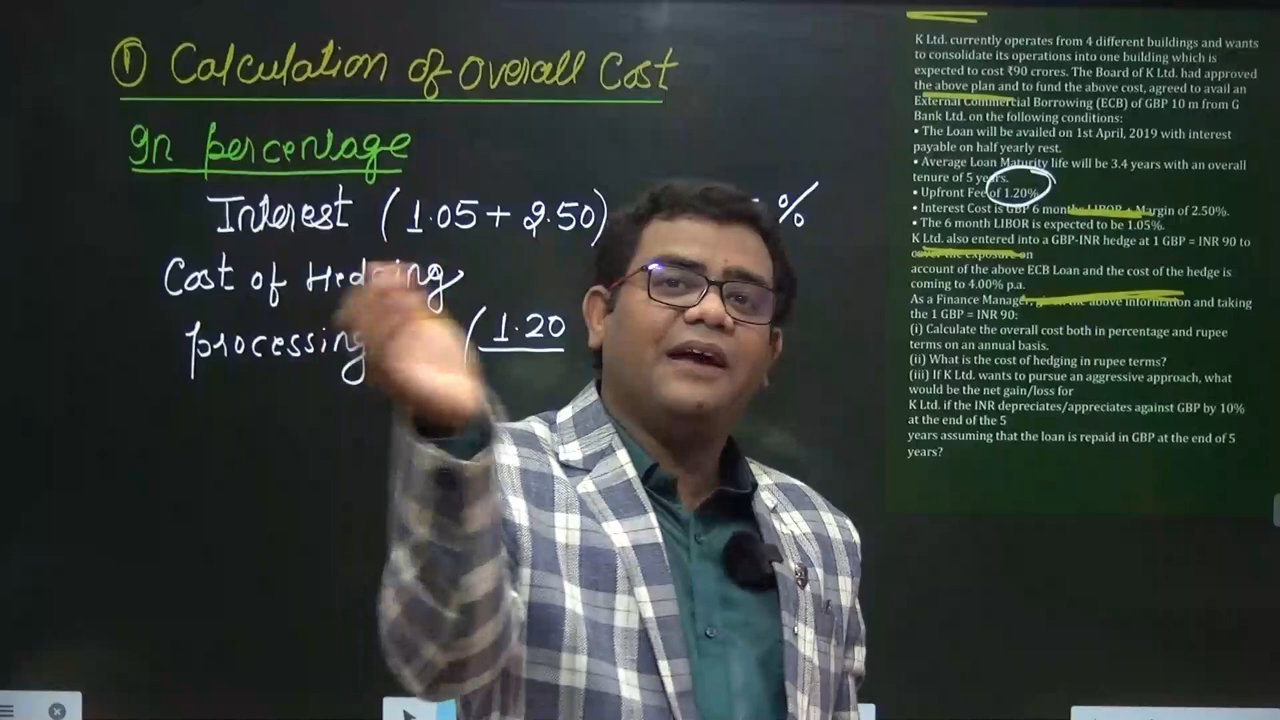 ① Calculation of Overall Cost
In percentage
Interest (1.05 + 2.50) %
Cost of Hedging
processing (1.20
K Ltd. currently operates from 4 different buildings and wants
to consolidate its operations into one building which is
expected to cost ₹90 crores. The Board of K Ltd. had approved
the above plan and to fund the above cost, agreed to avail an
External Commercial Borrowing (ECB) of GBP 10 m from G
Bank Ltd. on the following conditions:
• The Loan will be availed on 1st April, 2019 with interest
payable on half yearly rest.
• Average Loan Maturity life will be 3.4 years with an overall
tenure of 5 years.
• Upfront Fee of 1.20%.
• Interest Cost is GBP 6 months LIBOR + Margin of 2.50%.
• The 6 month LIBOR is expected to be 1.05%.
K Ltd. also entered into a GBP-INR hedge at 1 GBP = INR 90 to
cover the exposure on
account of the above ECB Loan and the cost of the hedge is
coming to 4.00% p.a.
As a Finance Manager, above information and taking
the 1 GBP = INR 90:
(i) Calculate the overall cost both in percentage and rupee
terms on an annual basis.
(ii) What is the cost of hedging in rupee terms?
(iii) If K Ltd. wants to pursue an aggressive approach, what
would be the net gain/loss for
K Ltd. if the INR depreciates/appreciates against GBP by 10%
at the end of the 5
years assuming that the loan is repaid in GBP at the end of 5
years?